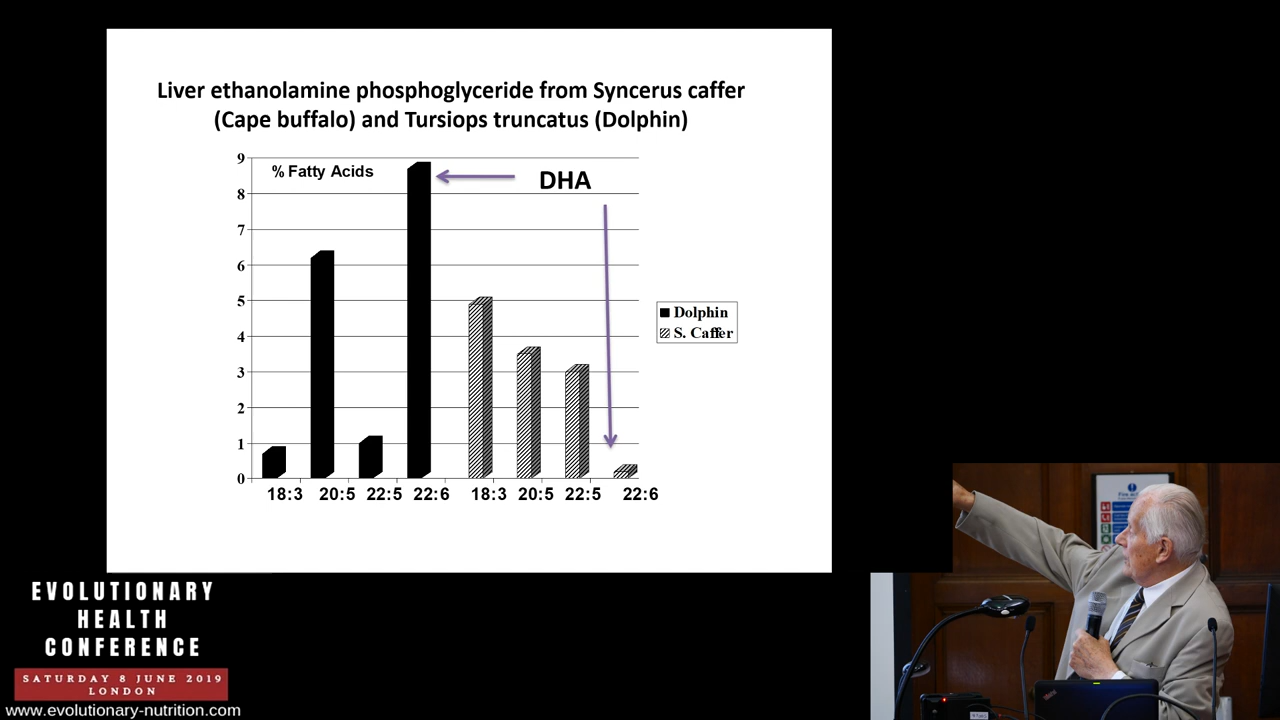 Liver ethanolamine phosphoglyceride from Syncerus caffer
(Cape buffalo) and Tursiops truncatus (Dolphin)
% Fatty Acids
DHA
9
8
7
6
5
4
3
2
1
0
18:3 20:5 22:5 22:6 18:3 20:5 22:5 22:6
Dolphin
S. Caffer
EVOLUTIONARY
HEALTH
CONFERENCE
SATURDAY 8 JUNE 2019
LONDON
www.evolutionary-nutrition.com